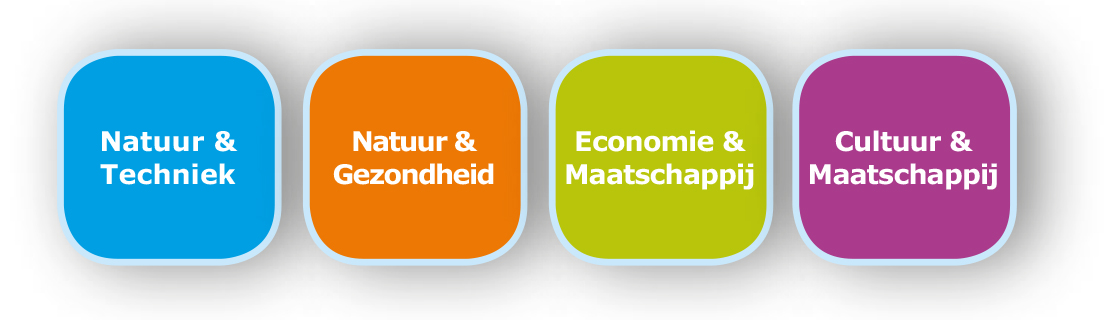 Natuur &
Techniek
Natuur &
Gezondheid
Economie &
Maatschappij
Cultuur &
Maatschappij